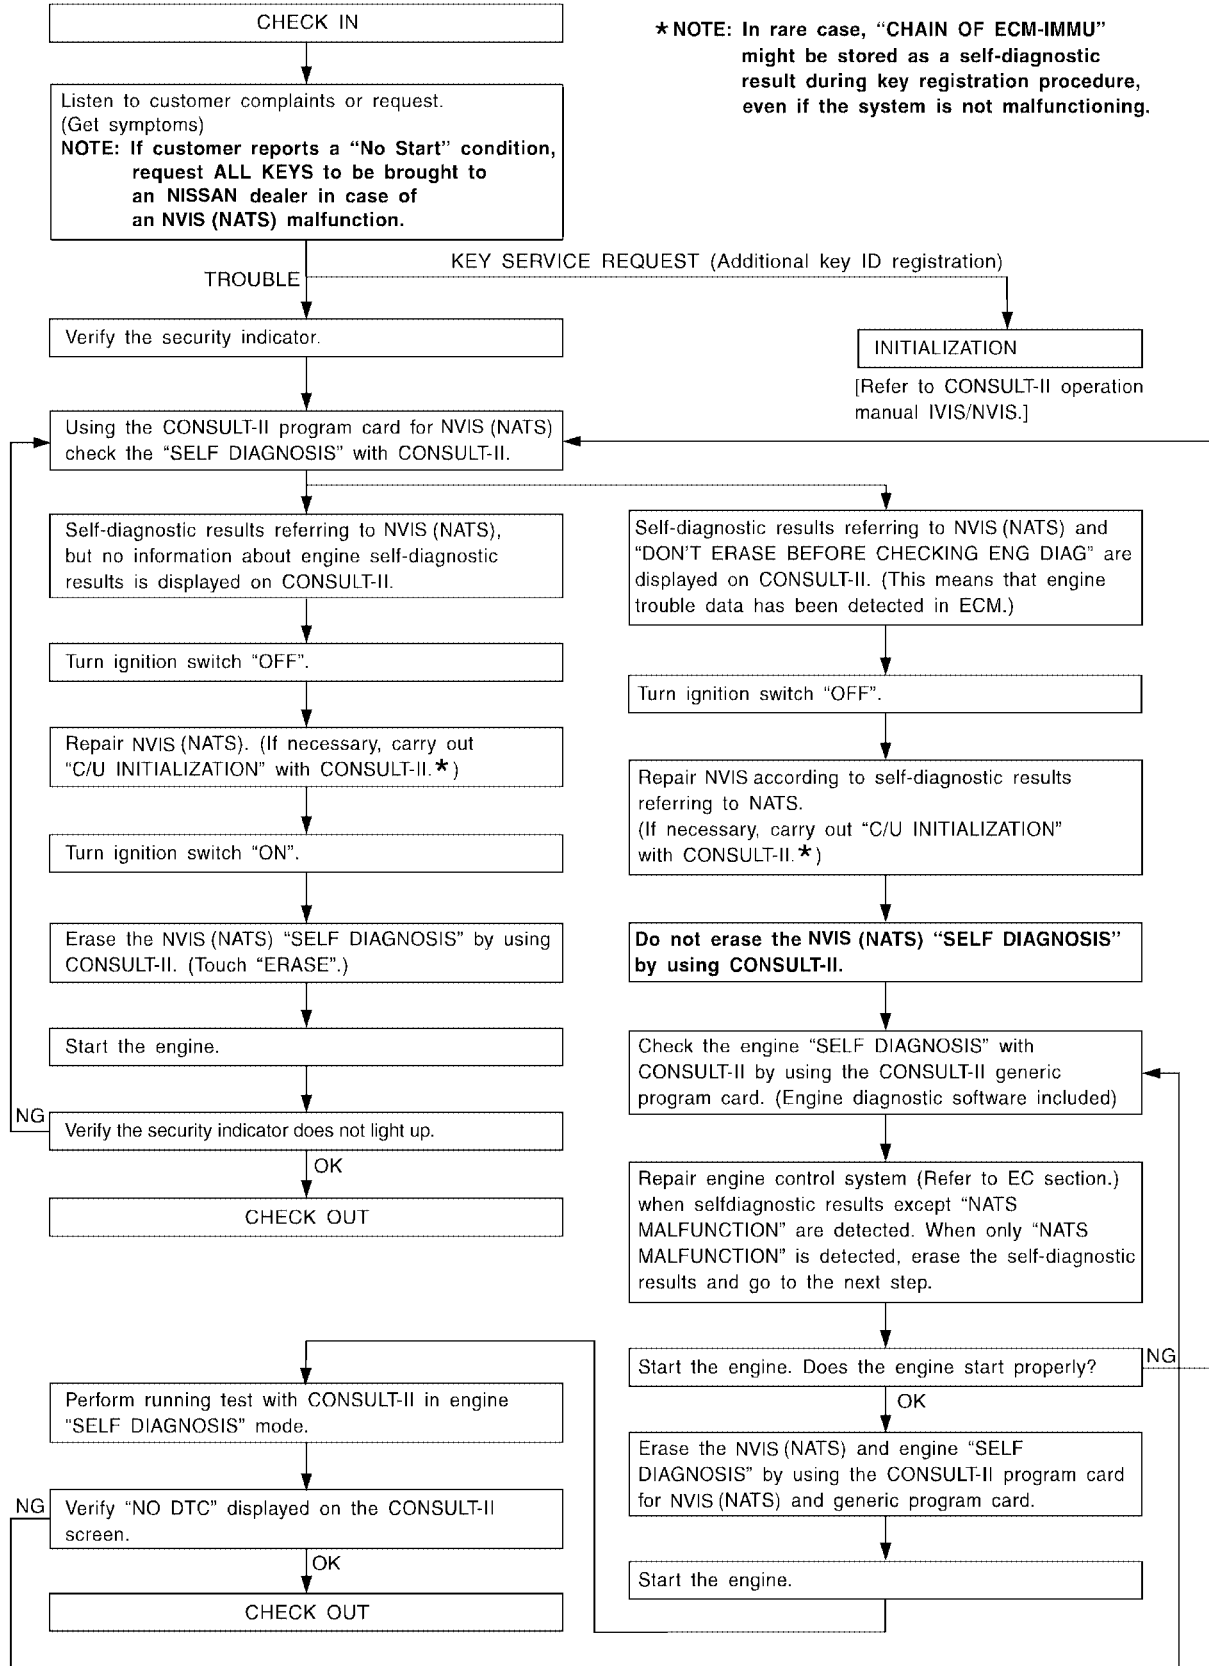 CHECK IN
★NOTE: In rare case, “CHAIN OF ECM-IMMU”
might be stored as a self-diagnostic
result during key registration procedure,
even if the system is not malfunctioning.
Listen to customer complaints or request.
(Get symptoms)
NOTE: If customer reports a “No Start” condition,
request ALL KEYS to be brought to
an NISSAN dealer in case of
an NVIS (NATS) malfunction.
TROUBLE
KEY SERVICE REQUEST (Additional key ID registration)
Verify the security indicator.
INITIALIZATION
[Refer to CONSULT-II operation
manual IVIS/NVIS.]
Using the CONSULT-II program card for NVIS (NATS)
check the “SELF DIAGNOSIS” with CONSULT-II.
Self-diagnostic results referring to NVIS (NATS),
but no information about engine self-diagnostic
results is displayed on CONSULT-II.
Turn ignition switch “OFF”.
Repair NVIS (NATS). (If necessary, carry out
“C/U INITIALIZATION” with CONSULT-II.★)
Turn ignition switch “ON”.
Erase the NVIS (NATS) “SELF DIAGNOSIS” by using
CONSULT-II. (Touch “ERASE”.)
Start the engine.
NG
Verify the security indicator does not light up.
OK
CHECK OUT
Self-diagnostic results referring to NVIS (NATS) and
“DON’T ERASE BEFORE CHECKING ENG DIAG” are
displayed on CONSULT-II. (This means that engine
trouble data has been detected in ECM.)
Turn ignition switch “OFF”.
Repair NVIS according to self-diagnostic results
referring to NATS.
(If necessary, carry out “C/U INITIALIZATION”
with CONSULT-II.★)
Do not erase the NVIS (NATS) “SELF DIAGNOSIS”
by using CONSULT-II.
Check the engine “SELF DIAGNOSIS” with
CONSULT-II by using the CONSULT-II generic
program card. (Engine diagnostic software included)
Repair engine control system (Refer to EC section.)
when selfdiagnostic results except “NATS
MALFUNCTION” are detected. When only “NATS
MALFUNCTION” is detected, erase the self-diagnostic
results and go to the next step.
Start the engine. Does the engine start properly?
NG
OK
Erase the NVIS (NATS) and engine “SELF
DIAGNOSIS” by using the CONSULT-II program card
for NVIS (NATS) and generic program card.
Start the engine.
Perform running test with CONSULT-II in engine
“SELF DIAGNOSIS” mode.
NG
Verify “NO DTC” displayed on the CONSULT-II
screen.
OK
CHECK OUT